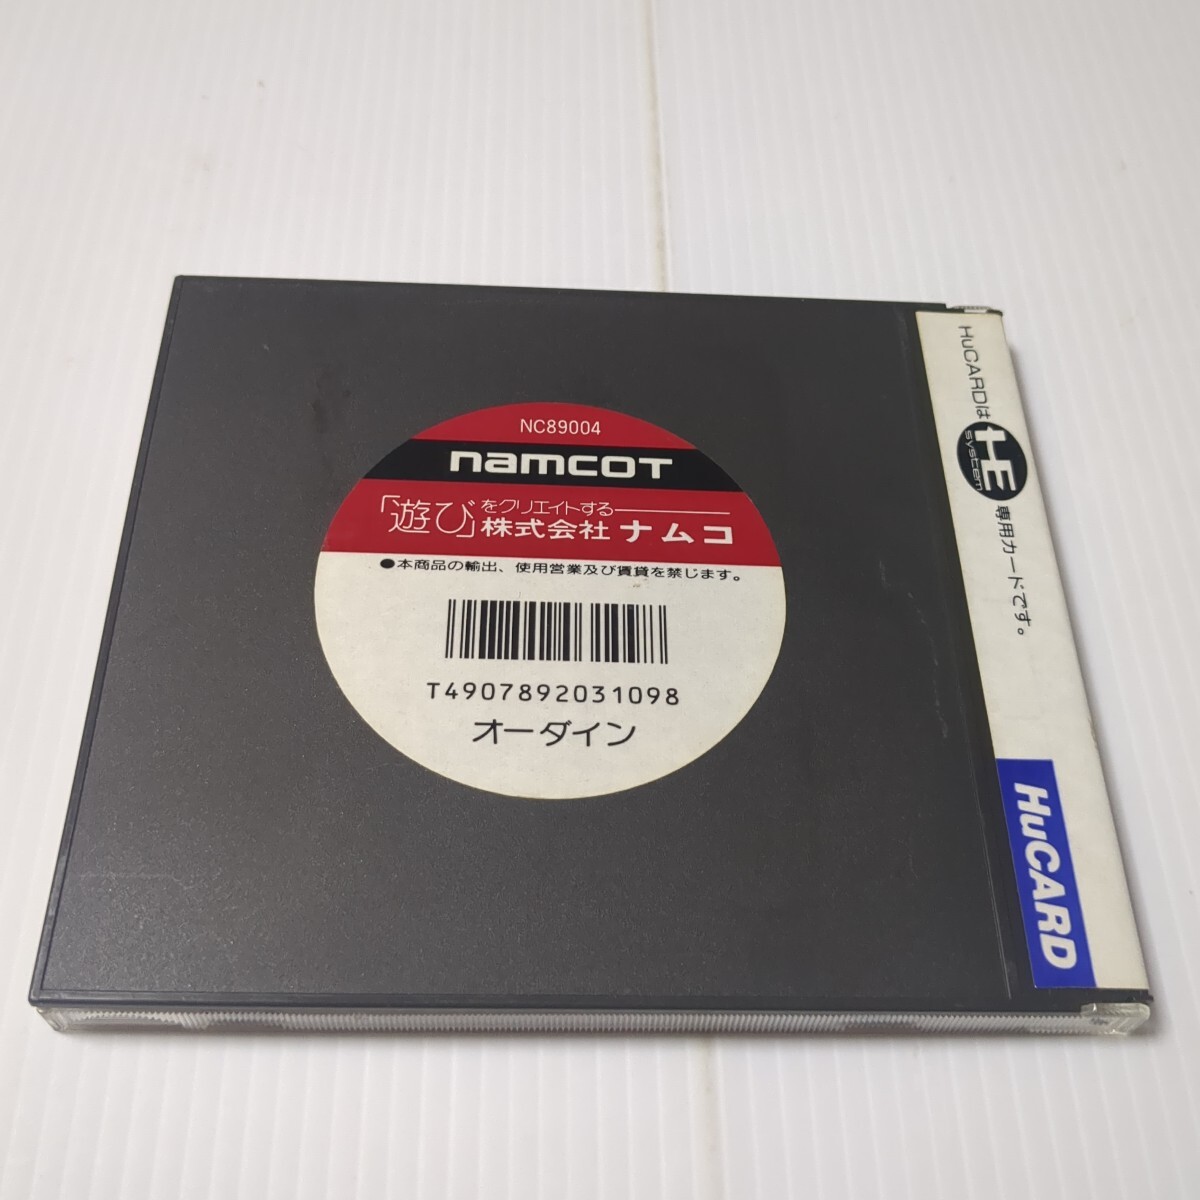 NC89004
namcoT
「遊び」をクリエイトする
株式会社ナムコ
●本商品の輸出、使用営業及び賃貸を禁じます。
T4907892031098
オーダイン
HuCARDは HE system 専用カードです。
HuCARD